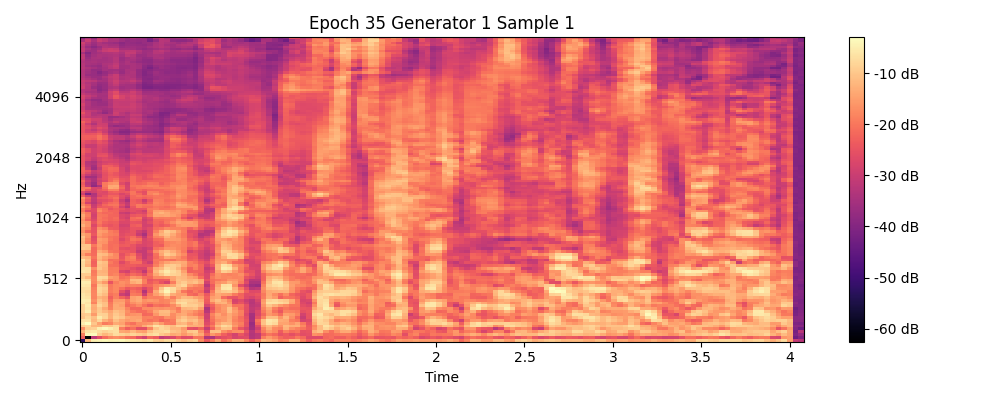 Epoch 35 Generator 1 Sample 1
Hz
4096
2048
1024
512
0
0 0.5 1 1.5 2 2.5 3 3.5 4
Time
-10 dB
-20 dB
-30 dB
-40 dB
-50 dB
-60 dB